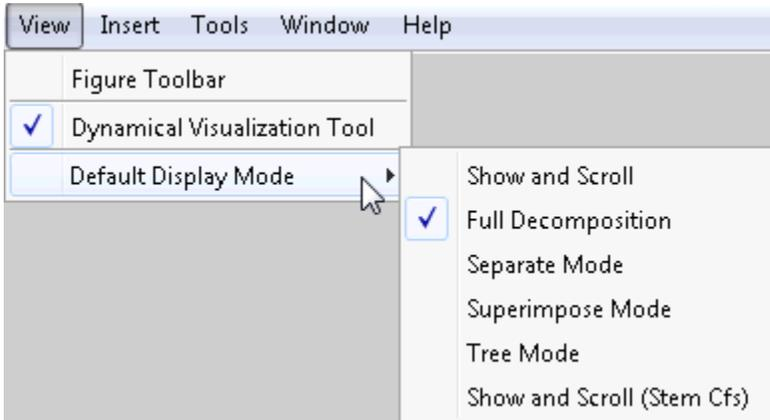 View Insert Tools Window Help
Figure Toolbar
Dynamical Visualization Tool
Default Display Mode
Show and Scroll
Full Decomposition
Separate Mode
Superimpose Mode
Tree Mode
Show and Scroll (Stem Cfs)